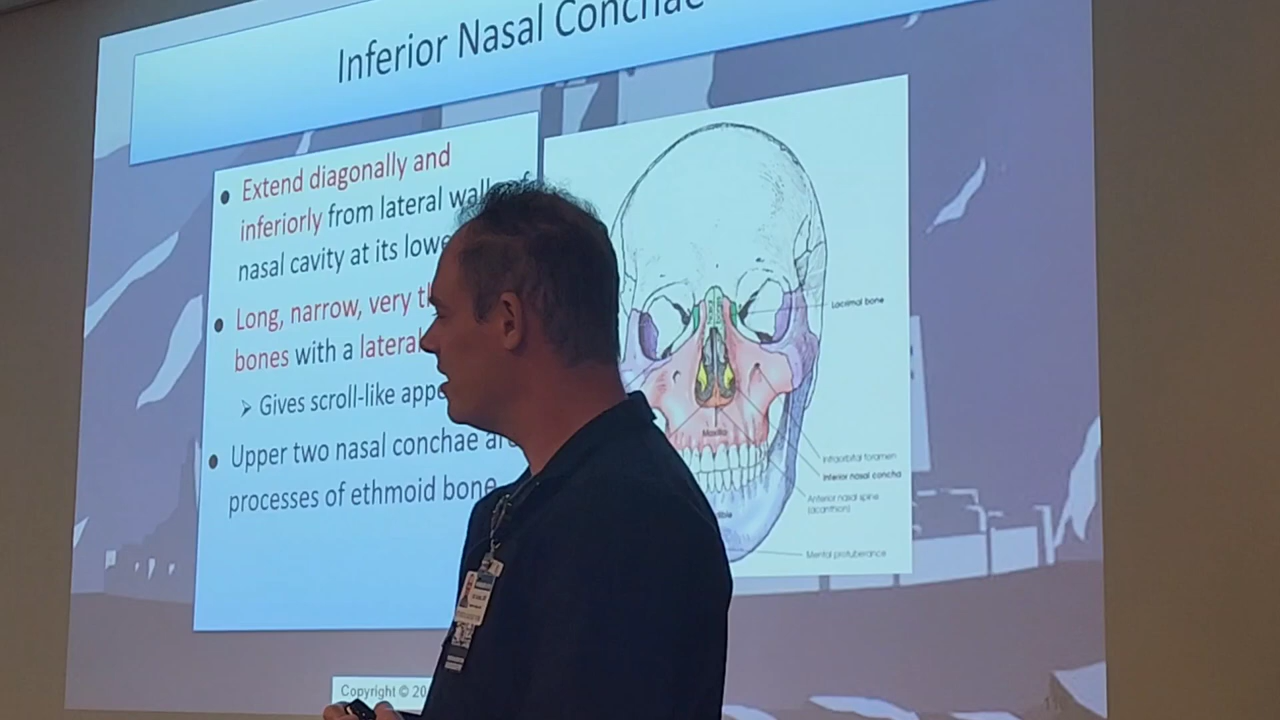 Inferior Nasal Conchae
Extend diagonally and
inferiorly from lateral wall of
nasal cavity at its lowe
Long, narrow, very th
bones with a lateral
Gives scroll-like appe
Upper two nasal conchae are
processes of ethmoid bone
Lacrimal bone
Maxilla
Infraorbital foramen
Inferior nasal concha
Anterior nasal spine
(acanthion)
Mental protuberance
Copyright © 20